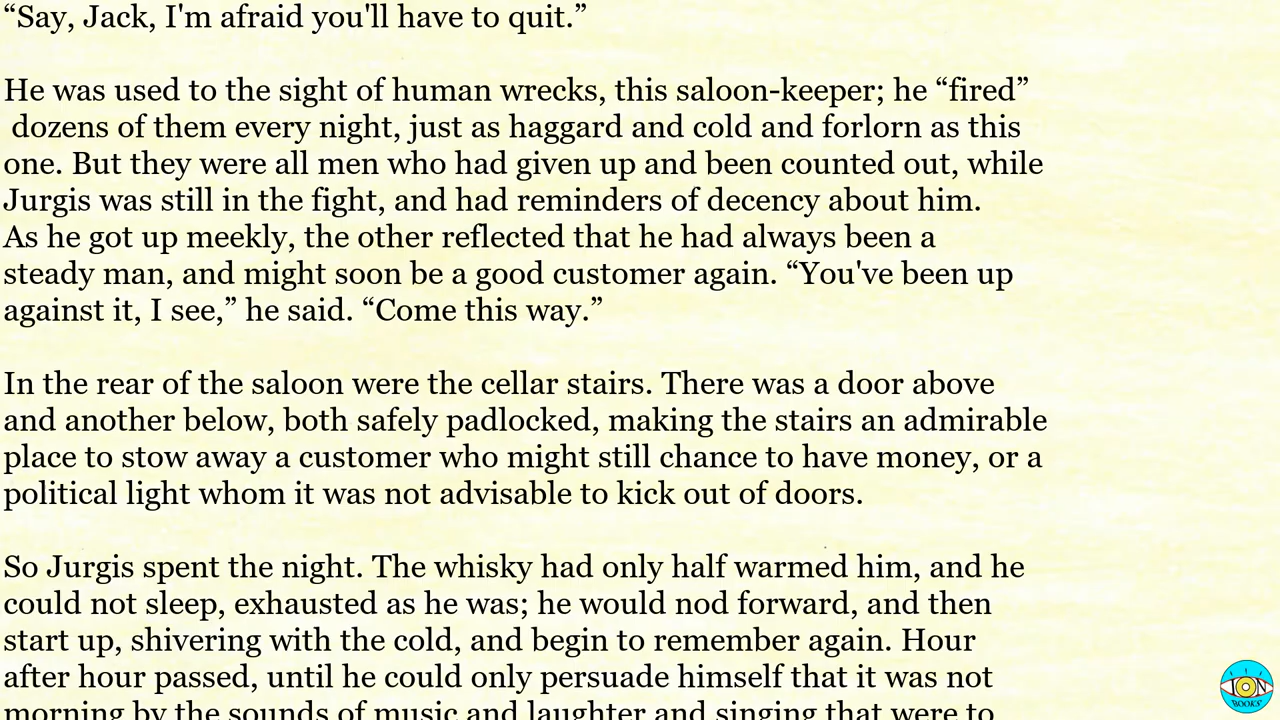 “Say, Jack, I'm afraid you'll have to quit.”
He was used to the sight of human wrecks, this saloon-keeper; he “fired”
dozens of them every night, just as haggard and cold and forlorn as this
one. But they were all men who had given up and been counted out, while
Jurgis was still in the fight, and had reminders of decency about him.
As he got up meekly, the other reflected that he had always been a
steady man, and might soon be a good customer again. “You've been up
against it, I see,” he said. “Come this way.”
In the rear of the saloon were the cellar stairs. There was a door above
and another below, both safely padlocked, making the stairs an admirable
place to stow away a customer who might still chance to have money, or a
political light whom it was not advisable to kick out of doors.
So Jurgis spent the night. The whisky had only half warmed him, and he
could not sleep, exhausted as he was; he would nod forward, and then
start up, shivering with the cold, and begin to remember again. Hour
after hour passed, until he could only persuade himself that it was not
morning by the sounds of music and laughter and singing that were to
ION
BOOKS